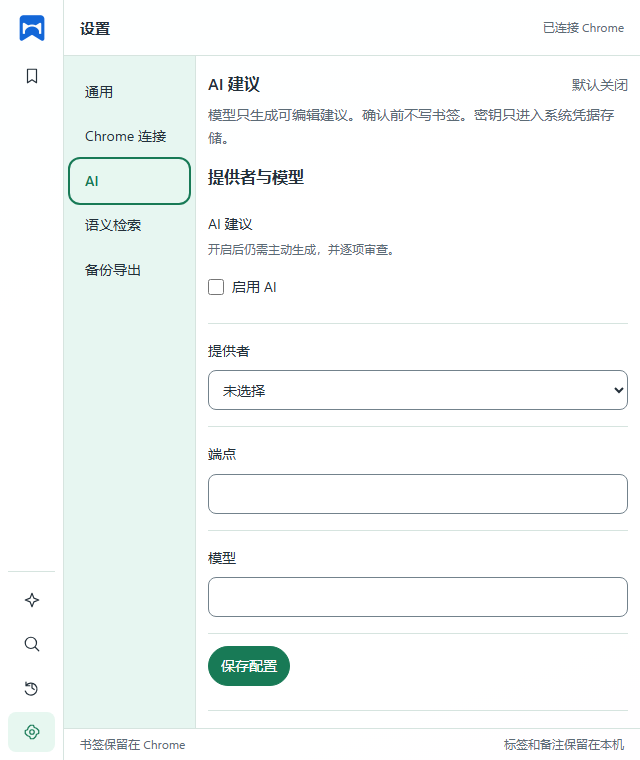 设置
已连接 Chrome
通用
Chrome 连接
AI
语义检索
备份导出
AI 建议
默认关闭
模型只生成可编辑建议。确认前不写书签。密钥只进入系统凭据存
储。
提供者与模型
AI 建议
开启后仍需主动生成，并逐项审查。
启用 AI
提供者
未选择
端点
模型
保存配置
书签保留在 Chrome
标签和备注保留在本机